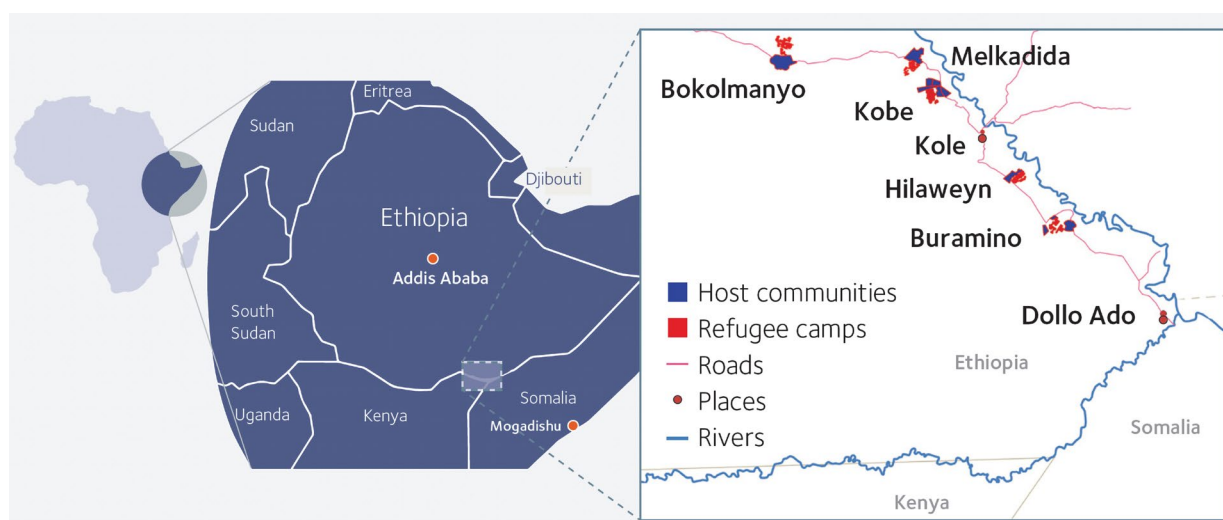 Eritrea
Sudan
Djibouti
Ethiopia
Addis Ababa
South
Sudan
Uganda
Kenya
Somalia
Mogadishu
Melkadida
Bokolmanyo
Kobe
Kole
Hilaweyn
Buramino
Dollo Ado
Host communities
Refugee camps
Roads
Places
Rivers
Ethiopia
Somalia
Kenya